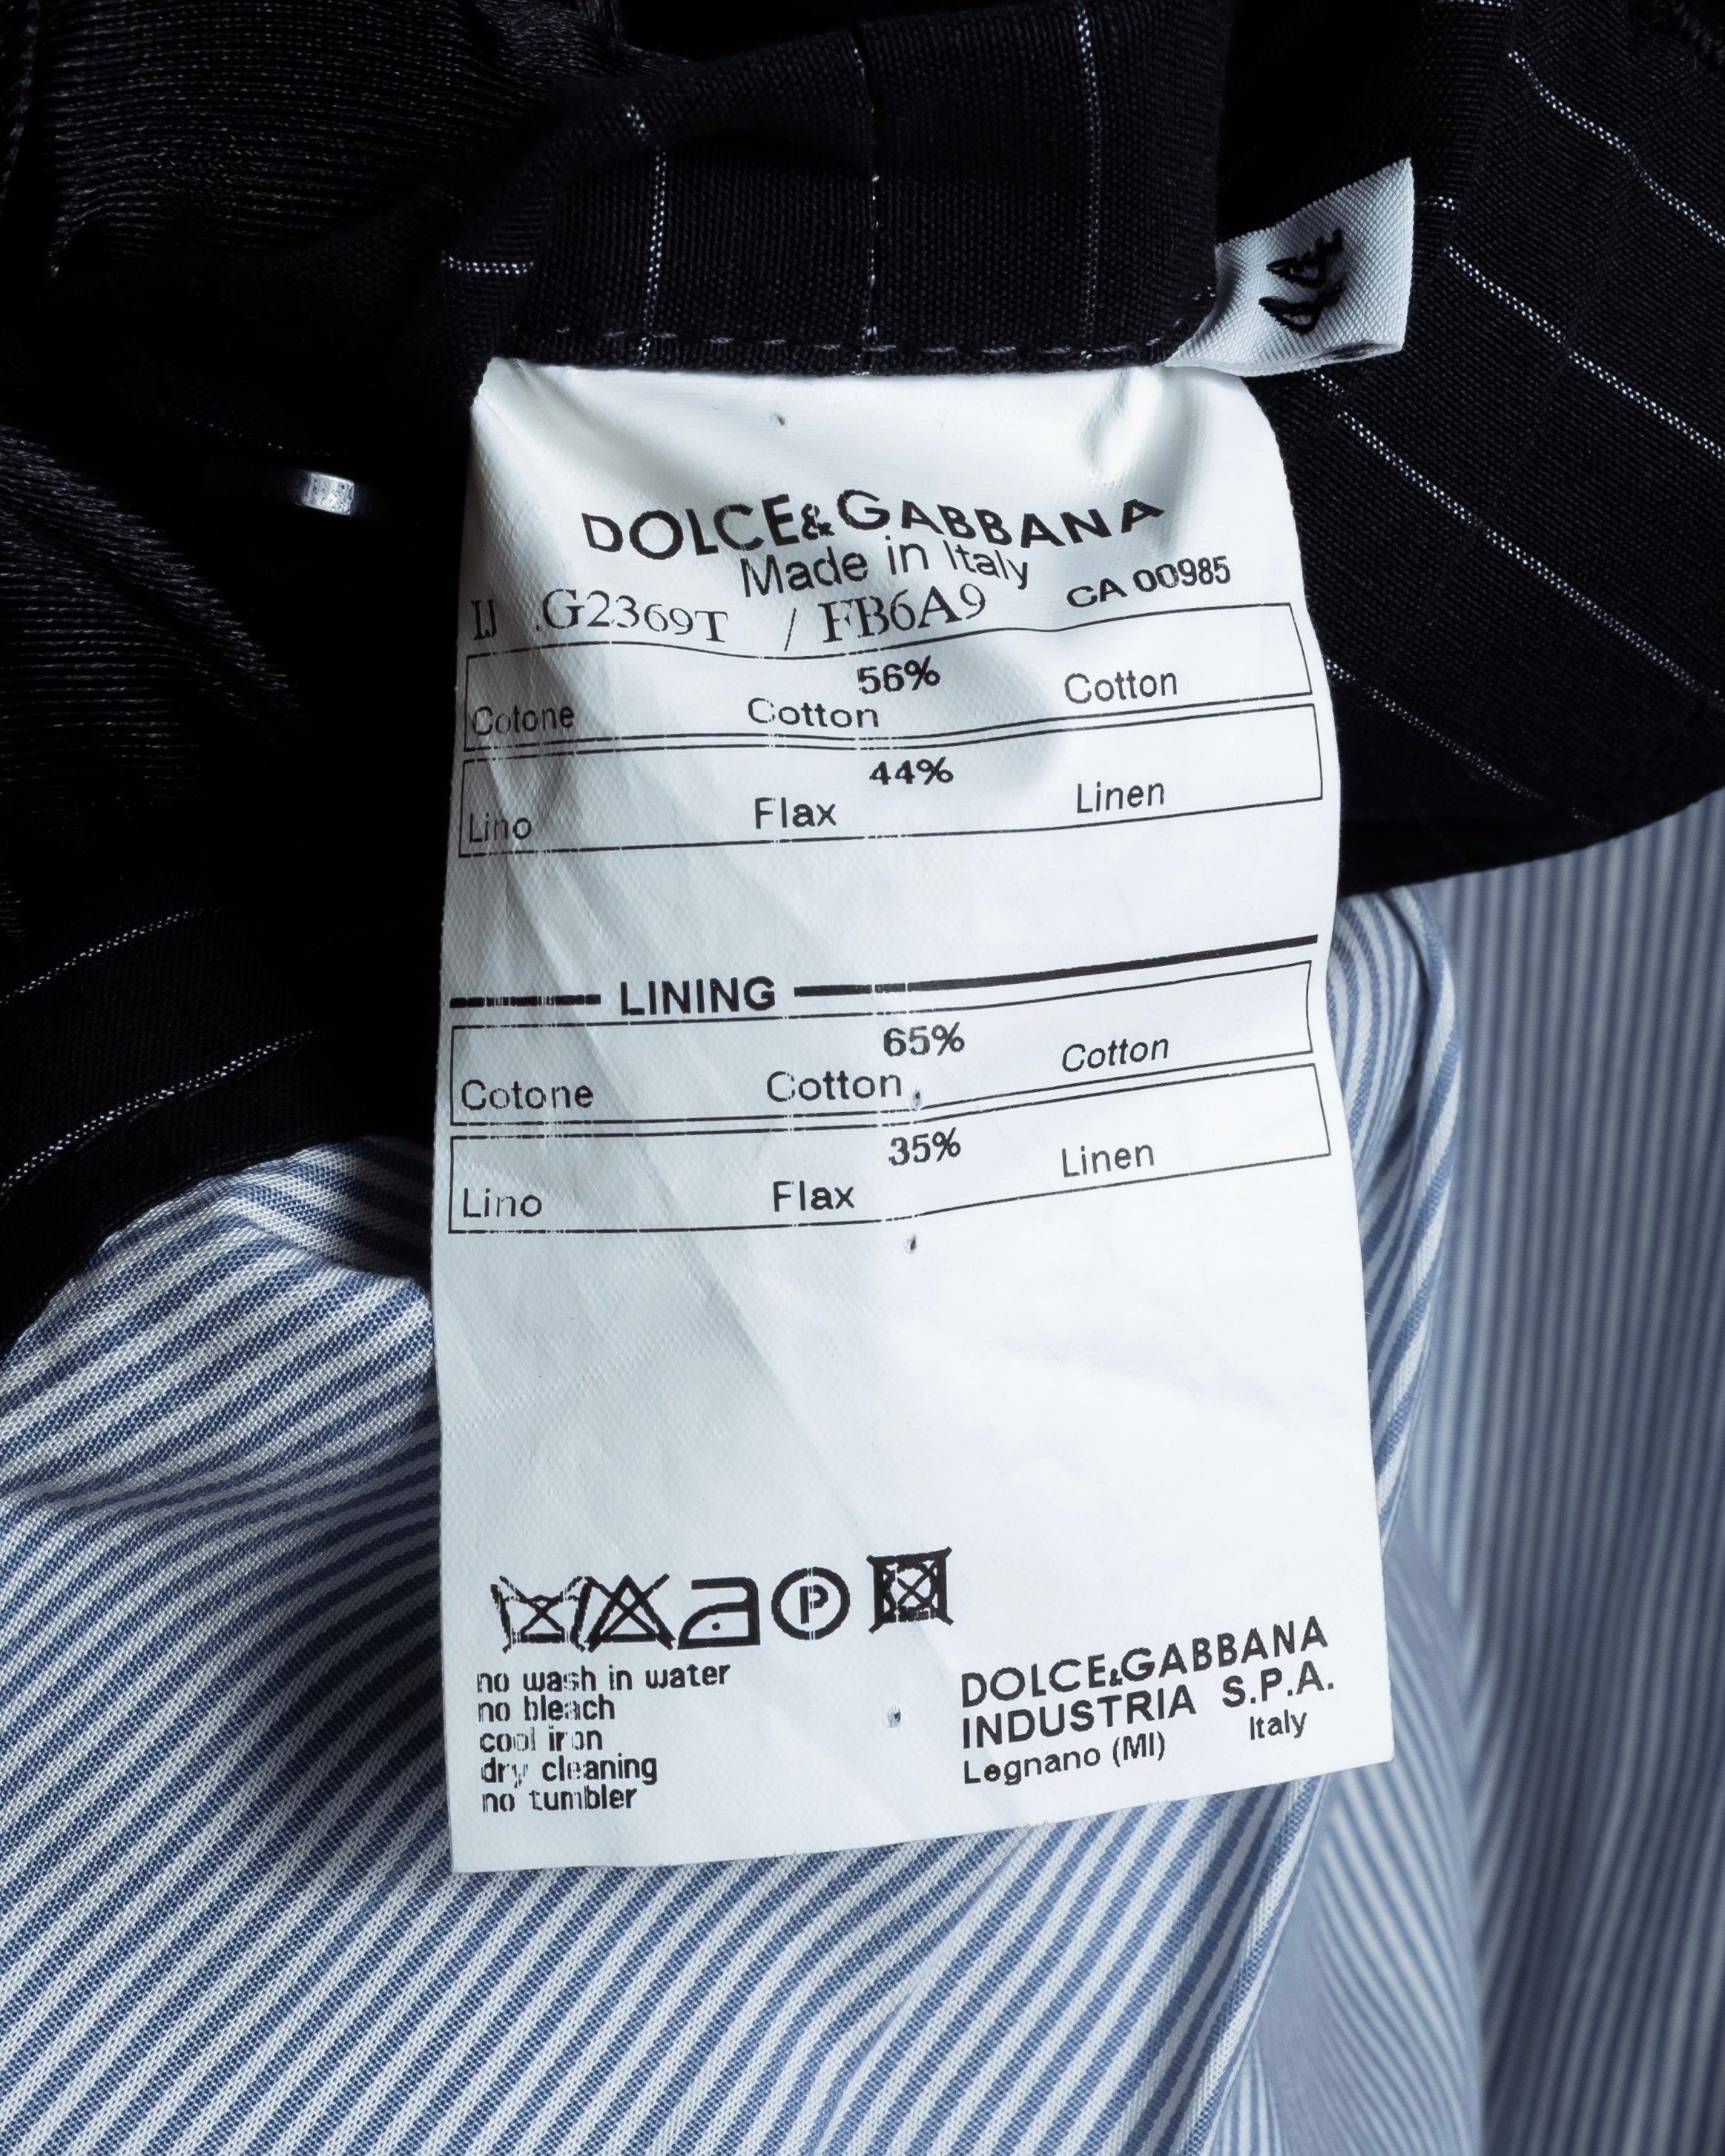 44
DOLCE&GABBANA
Made in Italy
IJ .G2369T / FB6A9 CA 00985
56%
Cotone Cotton Cotton
44%
Lino Flax Linen
LINING
65%
Cotone Cotton Cotton
35%
Lino Flax Linen
P
no wash in water
no bleach
cool iron
dry cleaning
no tumbler
DOLCE&GABBANA
INDUSTRIA S.P.A.
Legnano (MI) Italy